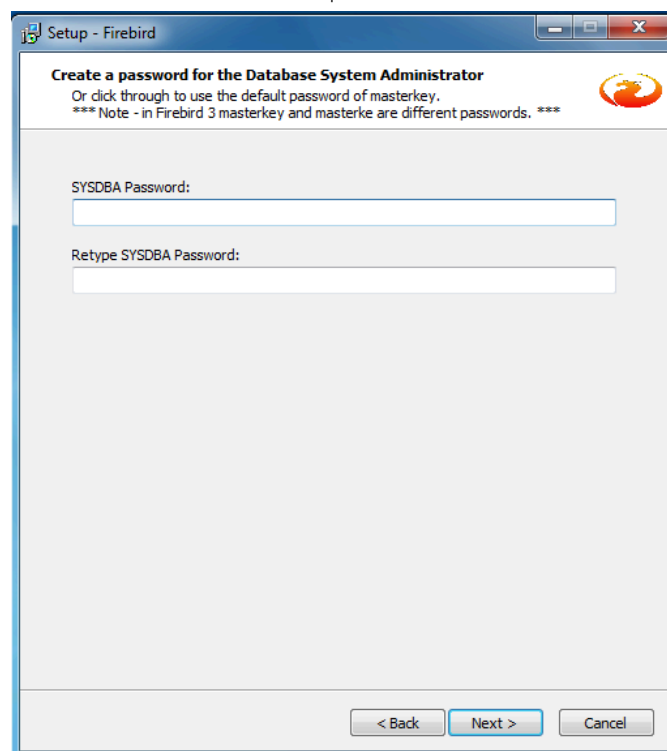 Setup - Firebird
Create a password for the Database System Administrator
Or click through to use the default password of masterkey.
*** Note - in Firebird 3 masterkey and masterke are different passwords. ***
SYSDBA Password:
Retype SYSDBA Password:
< Back
Next >
Cancel